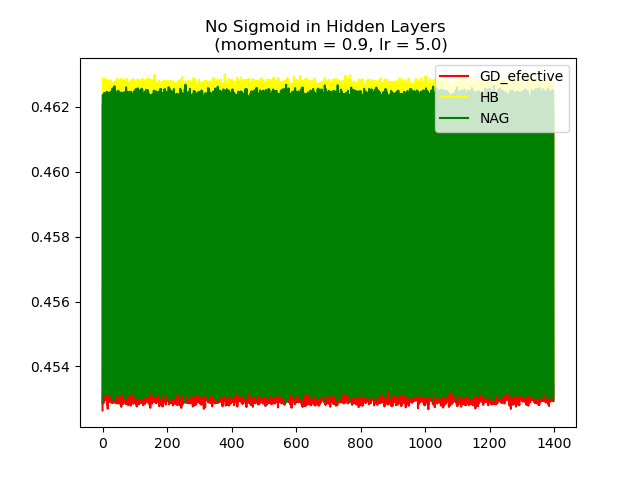 No Sigmoid in Hidden Layers
(momentum = 0.9, lr = 5.0)
GD_efective
HB
NAG
0.462
0.460
0.458
0.456
0.454
0 200 400 600 800 1000 1200 1400